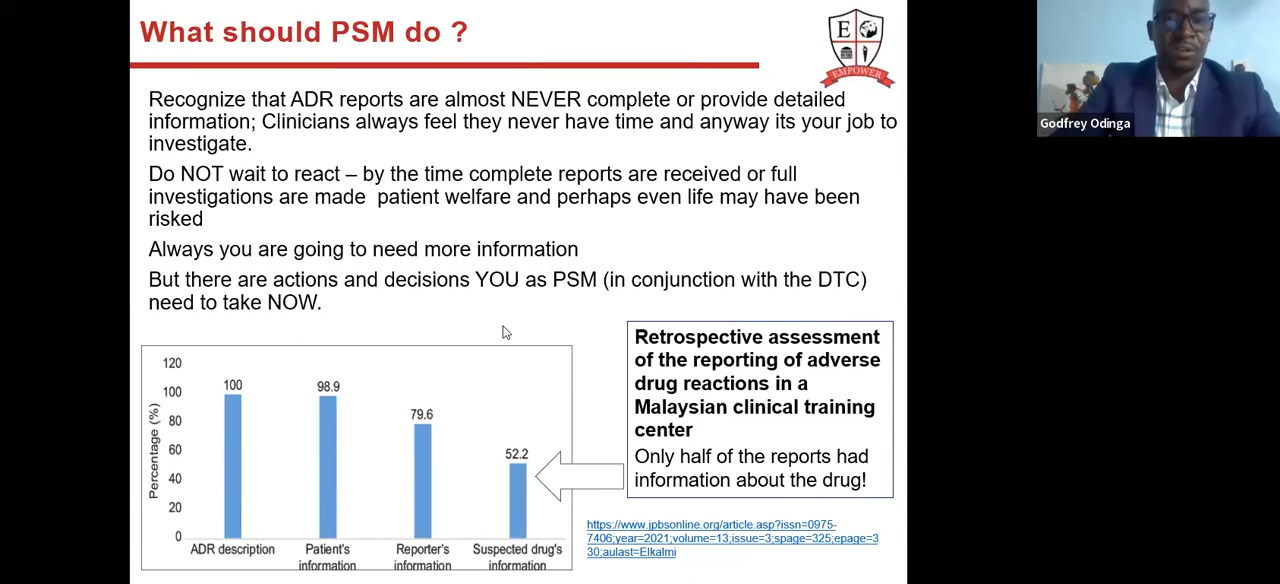 What should PSM do ?
E
EMPOWER
Godfrey Odinga
Recognize that ADR reports are almost NEVER complete or provide detailed
information; Clinicians always feel they never have time and anyway its your job to
investigate.
Do NOT wait to react – by the time complete reports are received or full
investigations are made  patient welfare and perhaps even life may have been
risked
Always you are going to need more information
But there are actions and decisions YOU as PSM (in conjunction with the DTC)
need to take NOW.
Percentage (%)
120
100
80
60
40
20
0
100
98.9
79.6
52.2
ADR description
Patient's
information
Reporter's
information
Suspected drug's
information
Retrospective assessment
of the reporting of adverse
drug reactions in a
Malaysian clinical training
center
Only half of the reports had
information about the drug!
https://www.jpbsonline.org/article.asp?issn=0975-
7406;year=2021;volume=13;issue=3;spage=325;epage=3
30;aulast=Elkalmi